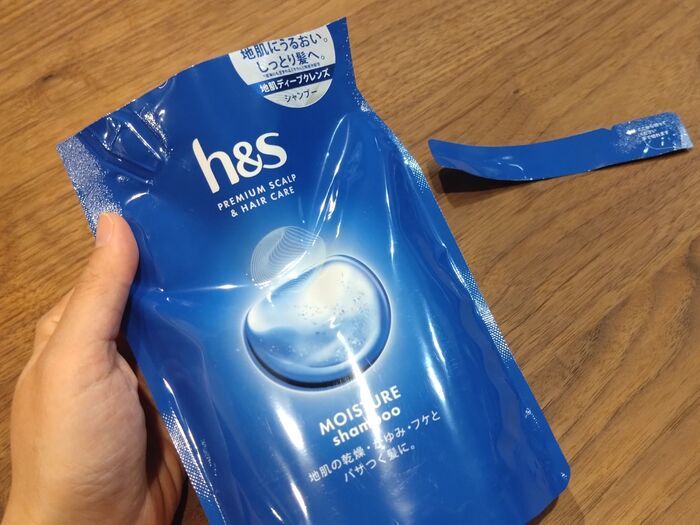 地肌にうるおい。
しっとり髪へ。
地肌ディープクレンズ
シャンプー
h&s
PREMIUM SCALP
& HAIR CARE
MOISTURE
shampoo
地肌の乾燥・かゆみ・フケと
パサつく髪に。